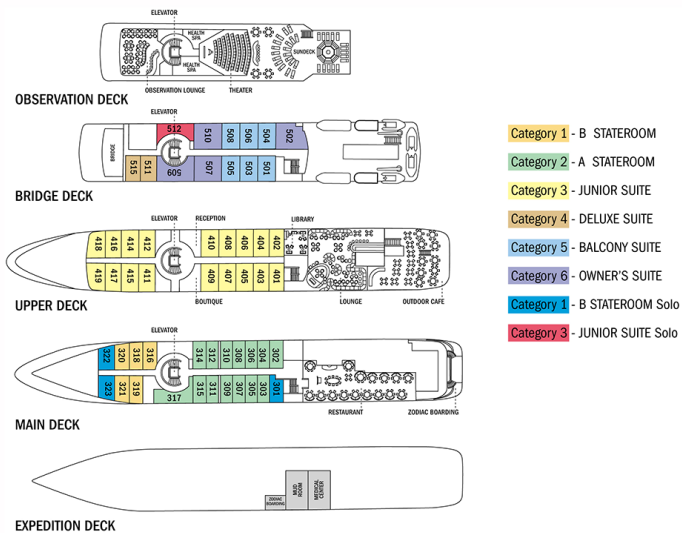 ELEVATOR
HEALTH
SPA
SUNDECK
HEALTH
SPA
OBSERVATION LOUNGE
THEATER
OBSERVATION DECK
ELEVATOR
512
510
508
506
504
502
BRIDGE
515
511
509
507
505
503
501
BRIDGE DECK
ELEVATOR
RECEPTION
LIBRARY
418
416
414
412
410
408
406
404
402
419
417
415
411
409
407
405
403
401
BOUTIQUE
LOUNGE
OUTDOOR CAFE
UPPER DECK
ELEVATOR
322
320
318
316
314
312
310
308
306
304
302
323
321
319
317
315
311
309
307
305
303
301
RESTAURANT
ZODIAC BOARDING
MAIN DECK
ZODIAC
BOARDING
MUD
ROOM
MEDICAL
CENTER
EXPEDITION DECK
Category 1 - B STATEROOM
Category 2 - A STATEROOM
Category 3 - JUNIOR SUITE
Category 4 - DELUXE SUITE
Category 5 - BALCONY SUITE
Category 6 - OWNER'S SUITE
Category 1 - B STATEROOM Solo
Category 3 - JUNIOR SUITE Solo